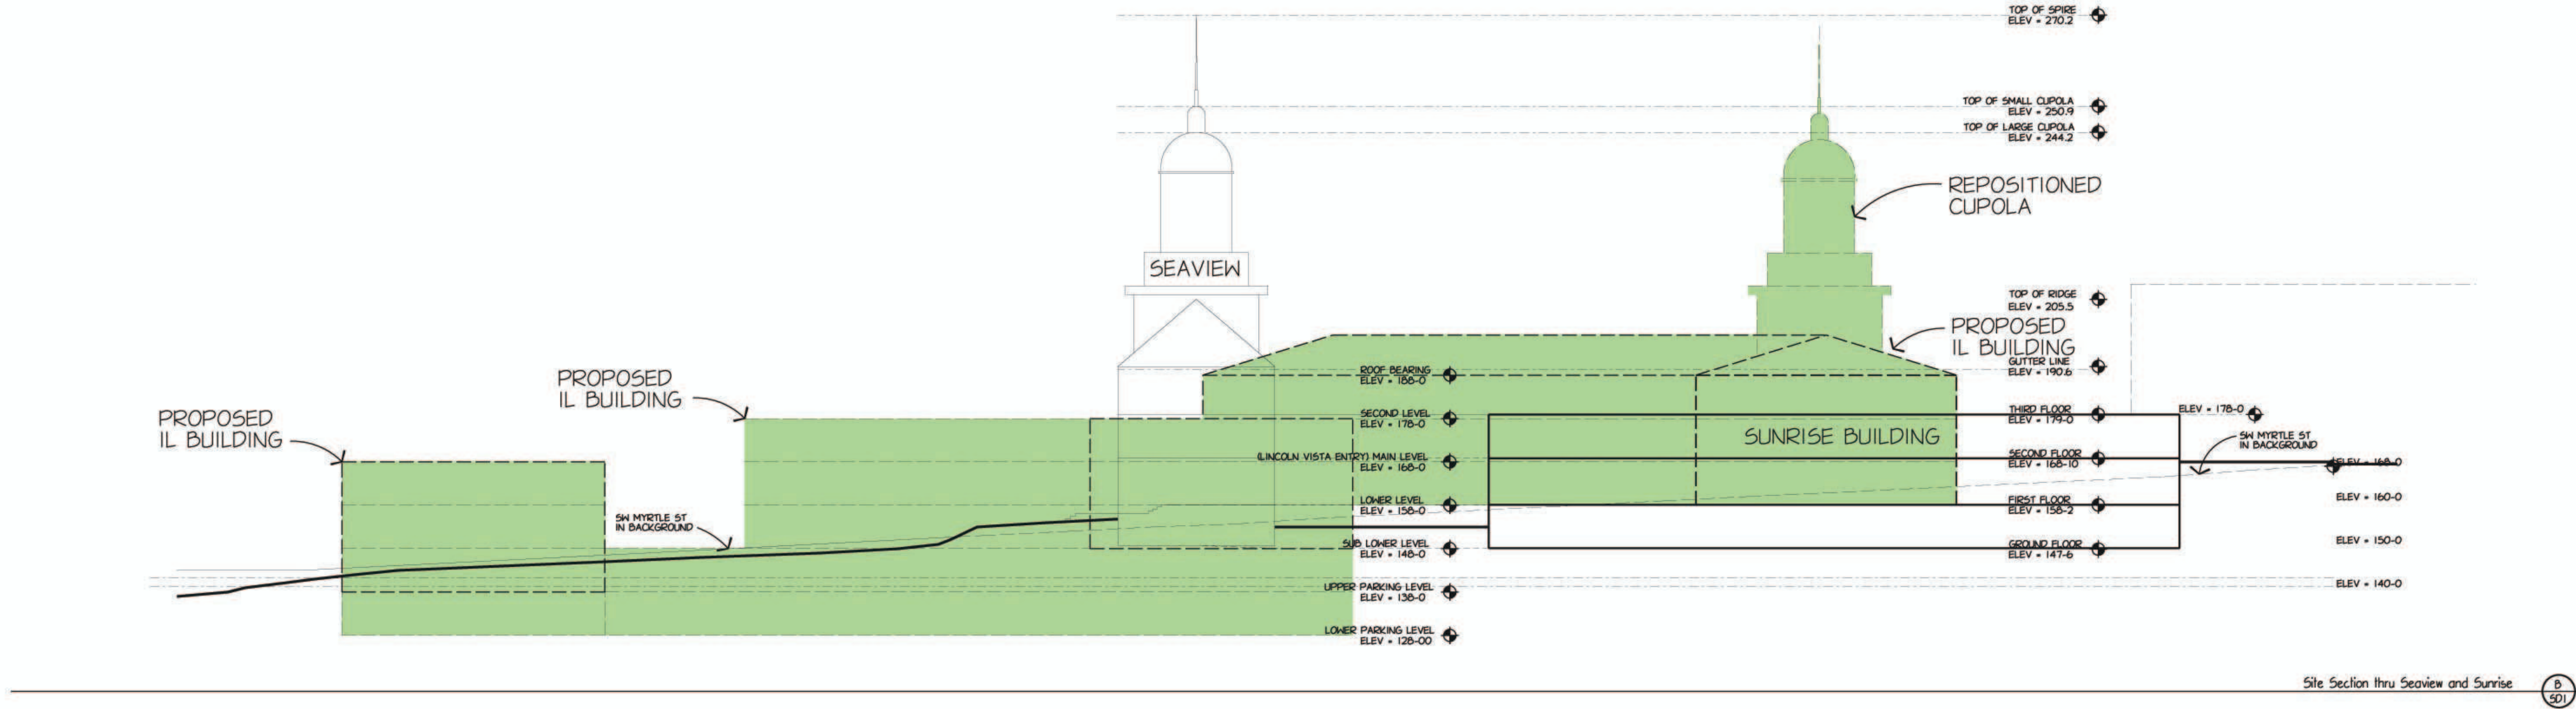 TOP OF SPIRE
ELEV = 270.2
TOP OF SMALL CUPOLA
ELEV = 250.9
TOP OF LARGE CUPOLA
ELEV = 244.2
REPOSITIONED
CUPOLA
SEAVIEW
TOP OF RIDGE
ELEV = 205.5
PROPOSED
IL BUILDING
GUTTER LINE
ELEV = 190.6
ROOF BEARING
ELEV = 188-0
PROPOSED
IL BUILDING
PROPOSED
IL BUILDING
SECOND LEVEL
ELEV = 178-0
THIRD FLOOR
ELEV = 179-0
ELEV = 178-0
SUNRISE BUILDING
SW MYRTLE ST
IN BACKGROUND
(LINCOLN VISTA ENTRY) MAIN LEVEL
ELEV = 168-0
SECOND FLOOR
ELEV = 168-10
ELEV = 168-0
LOWER LEVEL
ELEV = 158-0
FIRST FLOOR
ELEV = 158-2
ELEV = 160-0
SW MYRTLE ST
IN BACKGROUND
SUB LOWER LEVEL
ELEV = 148-0
GROUND FLOOR
ELEV = 147-6
ELEV = 150-0
UPPER PARKING LEVEL
ELEV = 138-0
ELEV = 140-0
LOWER PARKING LEVEL
ELEV = 128-00
Site Section thru Seaview and Sunrise
B
SD1